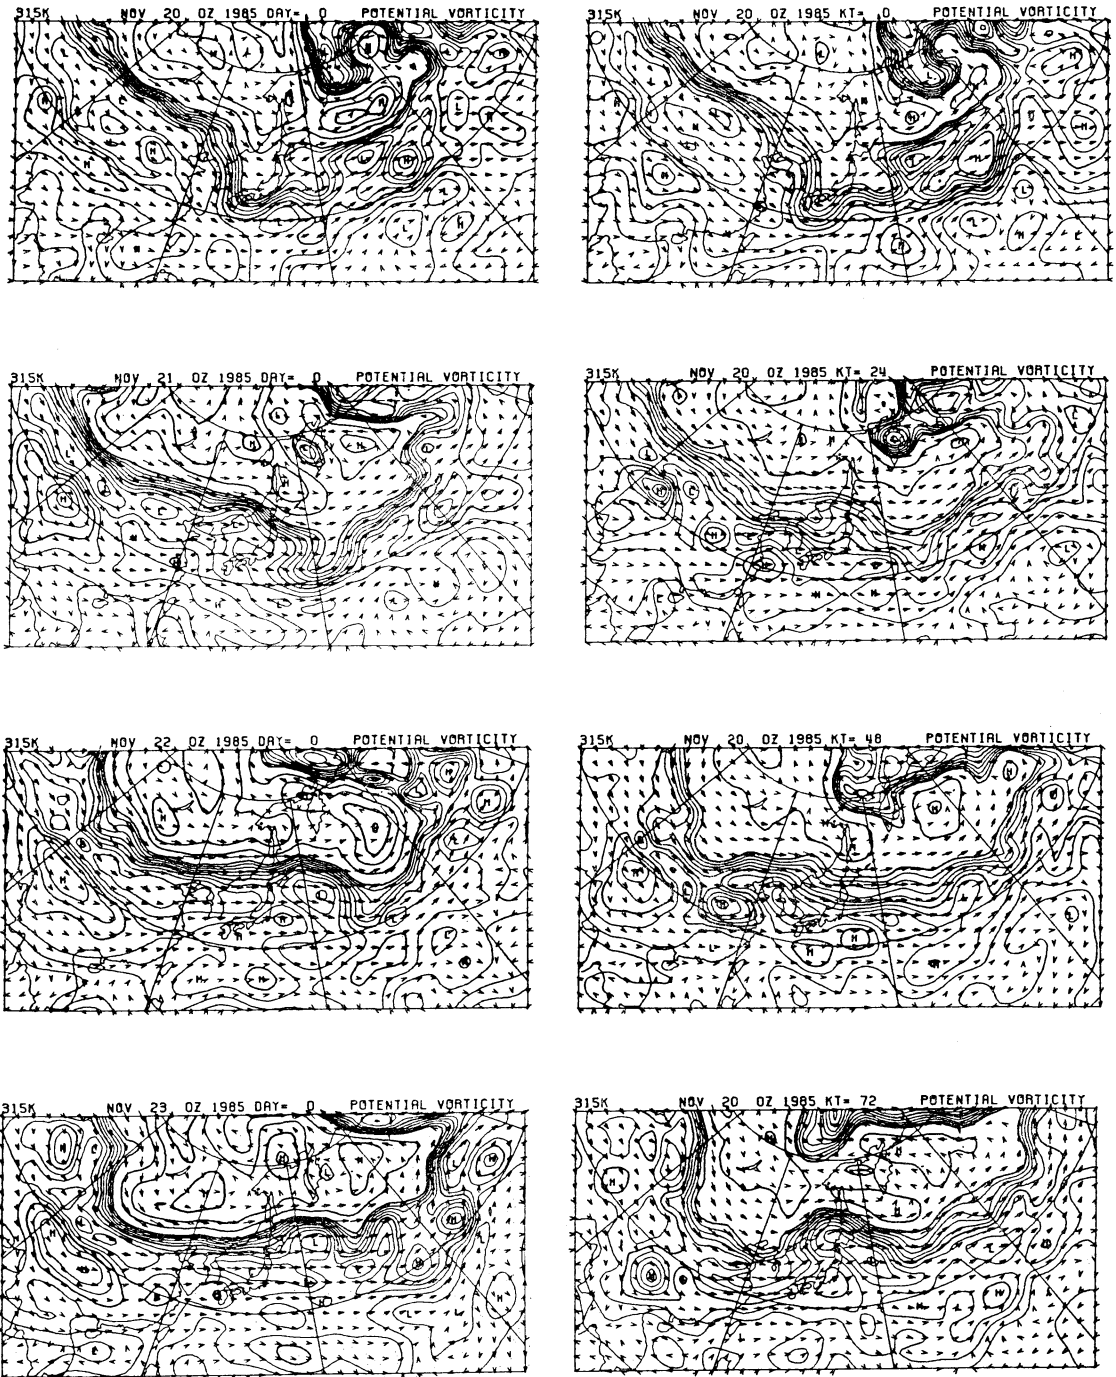 315K NOV 20 0Z 1985 DAY= 0 POTENTIAL VORTICITY
315K NOV 20 0Z 1985 KT= 0 POTENTIAL VORTICITY
315K NOV 21 0Z 1985 DAY= 0 POTENTIAL VORTICITY
315K NOV 20 0Z 1985 KT= 24 POTENTIAL VORTICITY
315K NOV 22 0Z 1985 DAY= 0 POTENTIAL VORTICITY
315K NOV 20 0Z 1985 KT= 48 POTENTIAL VORTICITY
315K NOV 23 0Z 1985 DAY= 0 POTENTIAL VORTICITY
315K NOV 20 0Z 1985 KT= 72 POTENTIAL VORTICITY